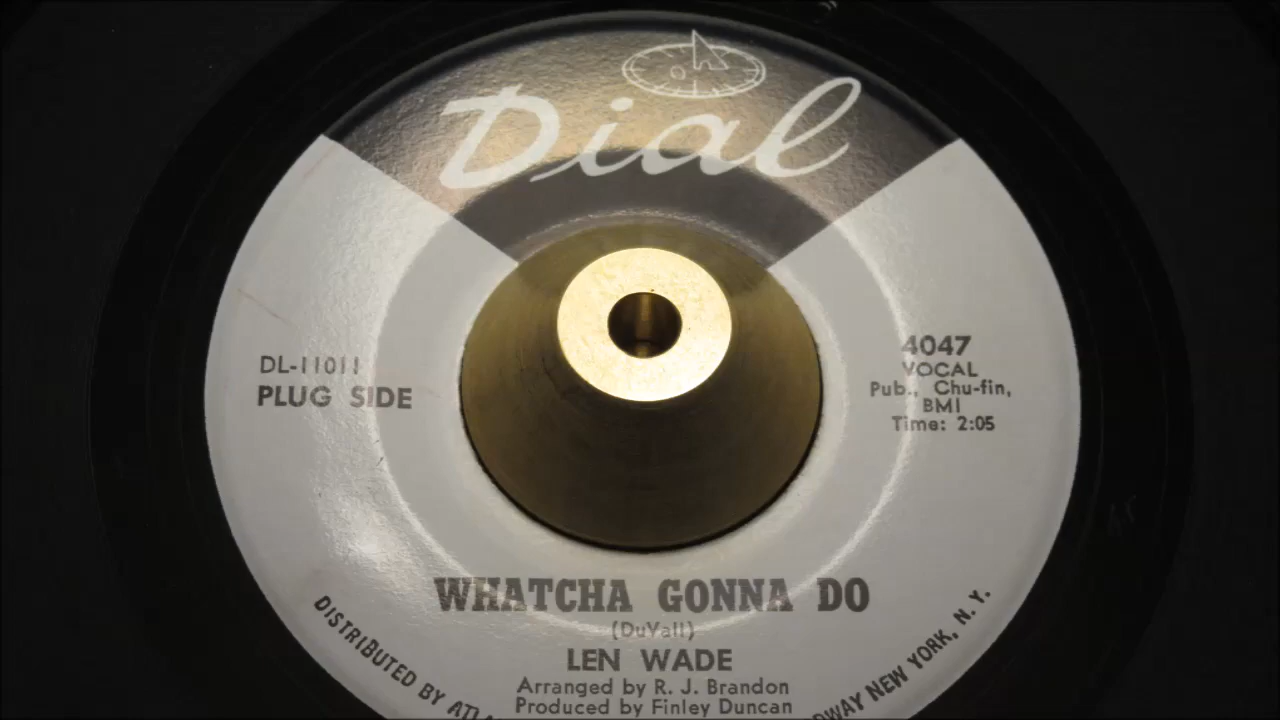 Dial
DL-11011
PLUG SIDE
4047
VOCAL
Pub., Chu-fin,
BMI
Time: 2:05
WHATCHA GONNA DO
(DuVall)
LEN WADE
Arranged by R. J. Brandon
Produced by Finley Duncan
DISTRIBUTED BY NEW YORK, N. Y.